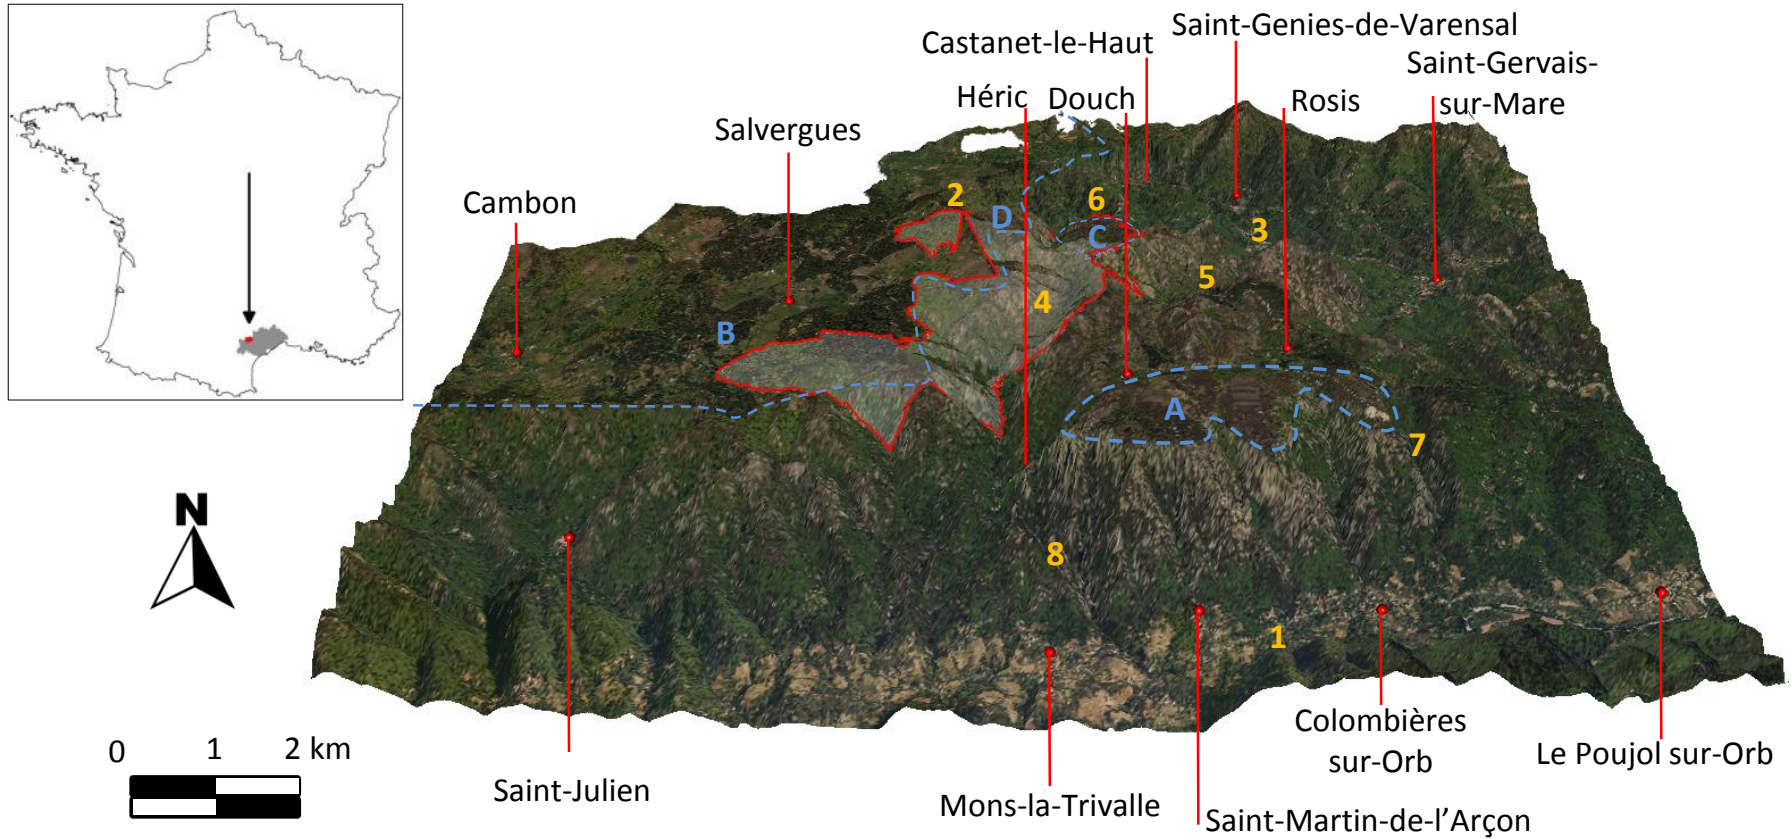 Saint-Genies-de-Varensal
Castanet-le-Haut
Saint-Gervais-
sur-Mare
Héric
Douch
Rosis
Salvergues
Cambon
2
6
D
C
3
5
4
B
A
7
N
8
1
0 1 2 km
Saint-Julien
Mons-la-Trivalle
Saint-Martin-de-l'Arçon
Colombières
sur-Orb
Le Poujol sur-Orb